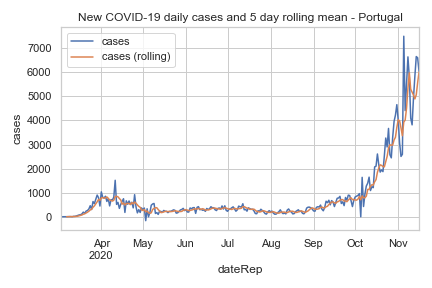 New COVID-19 daily cases and 5 day rolling mean - Portugal
cases
cases (rolling)
7000
6000
5000
4000
3000
2000
1000
0
cases
Apr
2020
May
Jun
Jul
Aug
Sep
Oct
Nov
dateRep